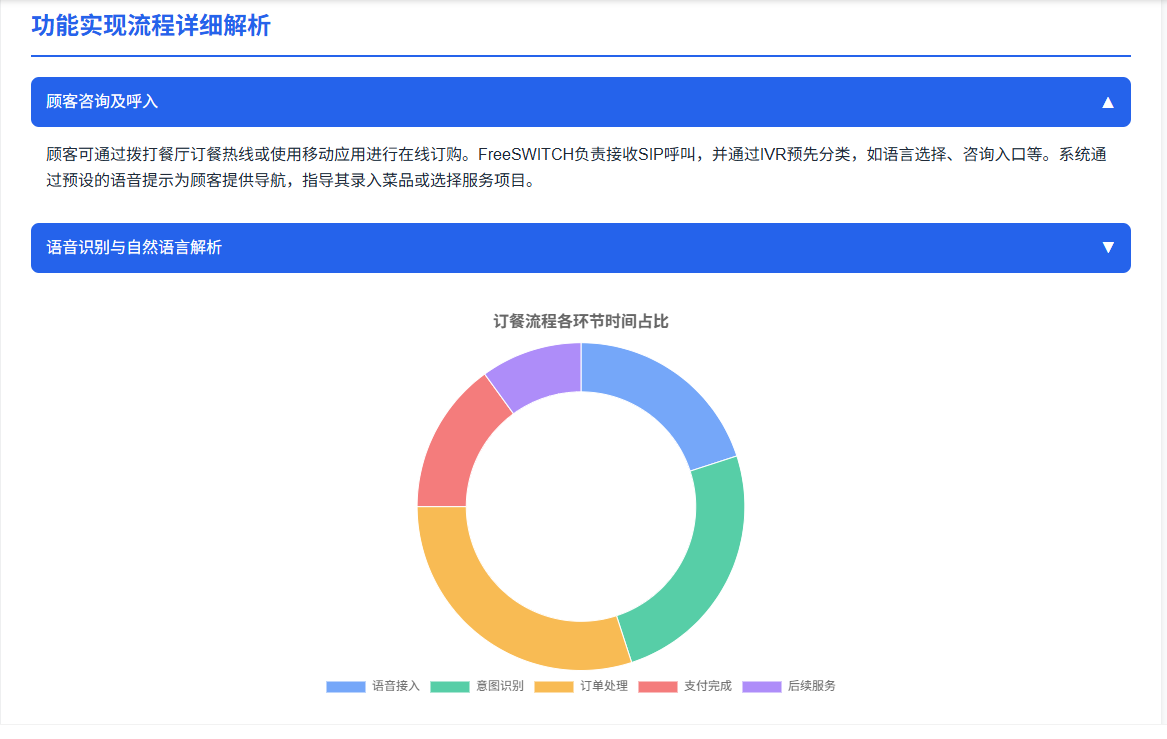 功能实现流程详细解析
顾客咨询及呼入 ▲
顾客可通过拨打餐厅订餐热线或使用移动应用进行在线订购。FreeSWITCH负责接收SIP呼叫，并通过IVR预先分类，如语言选择、咨询入口等。系统通
过预设的语音提示为顾客提供导航，指导其录入菜品或选择服务项目。
语音识别与自然语言解析 ▼
订餐流程各环节时间占比
语音接入 意图识别 订单处理 支付完成 后续服务